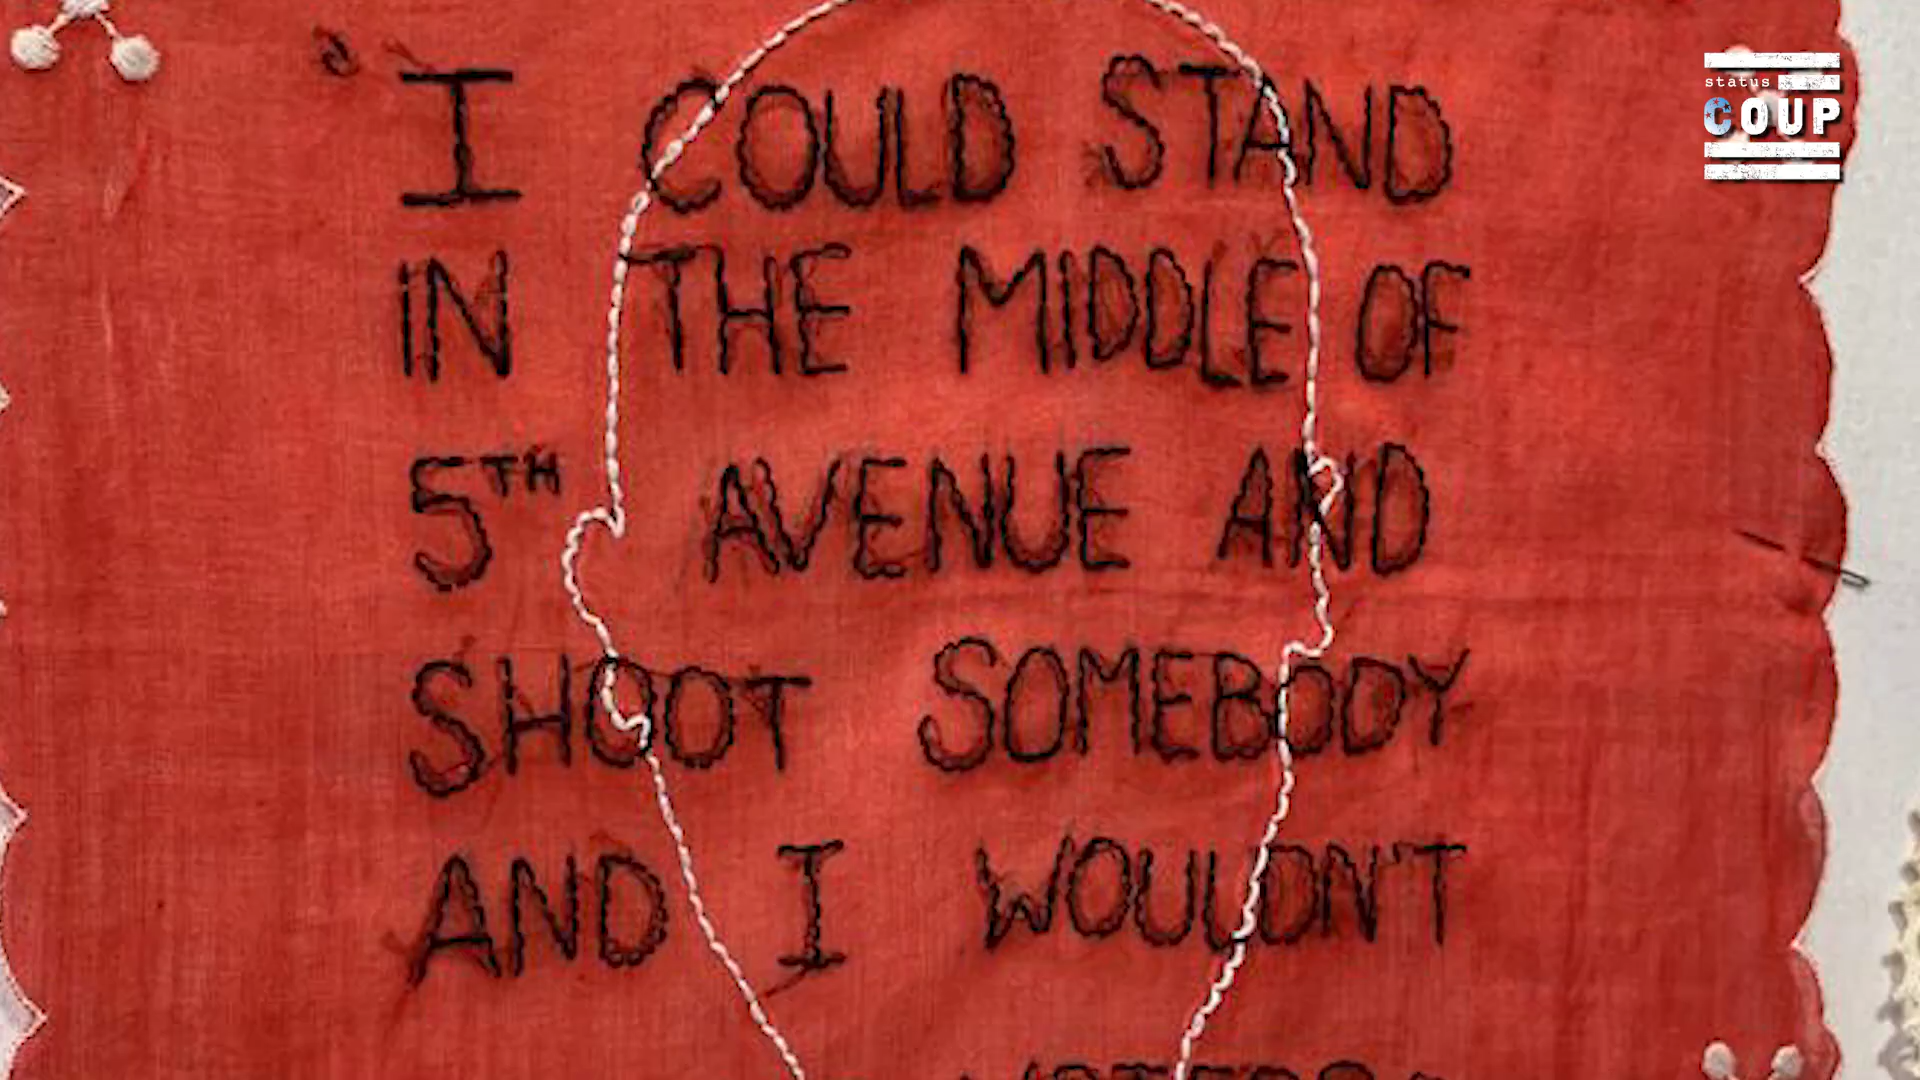 "I COULD STAND
IN THE MIDDLE OF
5TH AVENUE AND
SHOOT SOMEBODY
AND I WOULDN'T
status
COUP